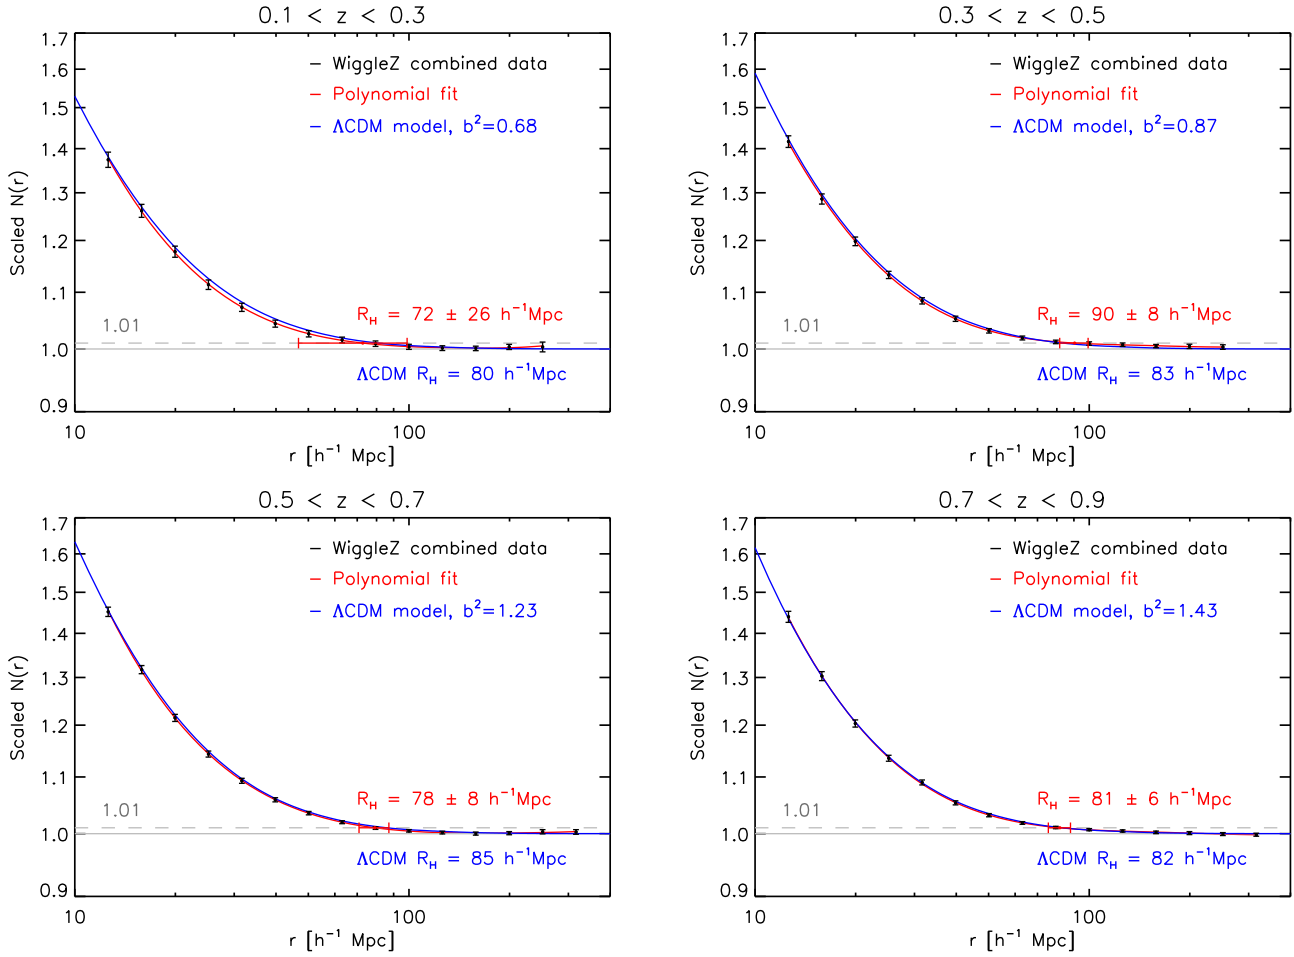 0.1 < z < 0.3
1.7
1.6
1.5
1.4
1.3
1.2
1.1
1.0
0.9
Scaled N(r)
WiggleZ combined data
Polynomial fit
ΛCDM model, b²=0.68
1.01
R_H = 72 ± 26 h⁻¹Mpc
ΛCDM R_H = 80 h⁻¹Mpc
10
100
r [h⁻¹ Mpc]
0.3 < z < 0.5
1.7
1.6
1.5
1.4
1.3
1.2
1.1
1.0
0.9
Scaled N(r)
WiggleZ combined data
Polynomial fit
ΛCDM model, b²=0.87
1.01
R_H = 90 ± 8 h⁻¹Mpc
ΛCDM R_H = 83 h⁻¹Mpc
10
100
r [h⁻¹ Mpc]
0.5 < z < 0.7
1.7
1.6
1.5
1.4
1.3
1.2
1.1
1.0
0.9
Scaled N(r)
WiggleZ combined data
Polynomial fit
ΛCDM model, b²=1.23
1.01
R_H = 78 ± 8 h⁻¹Mpc
ΛCDM R_H = 85 h⁻¹Mpc
10
100
r [h⁻¹ Mpc]
0.7 < z < 0.9
1.7
1.6
1.5
1.4
1.3
1.2
1.1
1.0
0.9
Scaled N(r)
WiggleZ combined data
Polynomial fit
ΛCDM model, b²=1.43
1.01
R_H = 81 ± 6 h⁻¹Mpc
ΛCDM R_H = 82 h⁻¹Mpc
10
100
r [h⁻¹ Mpc]